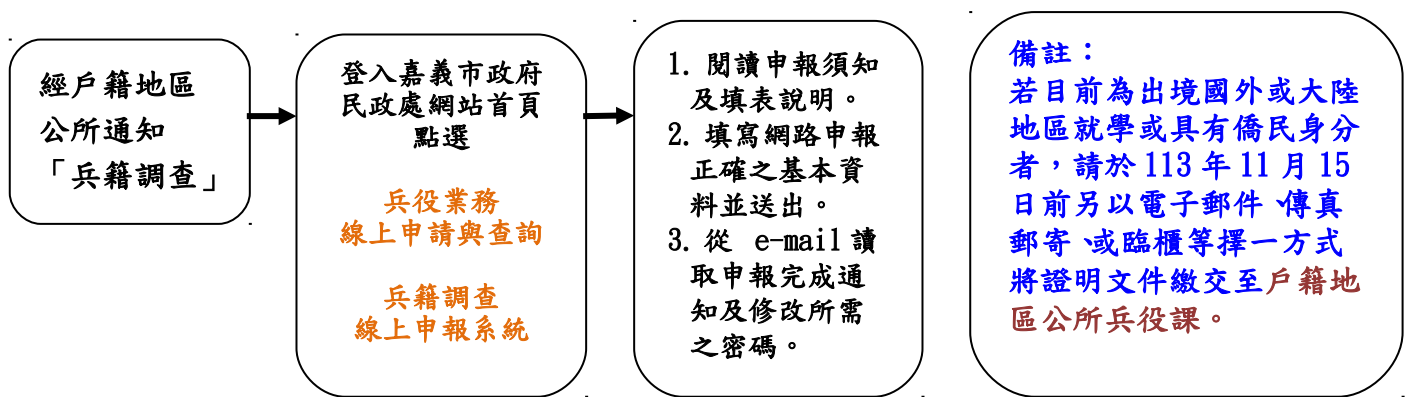 經戶籍地區
公所通知
「兵籍調查」
登入嘉義市政府
民政處網站首頁
點選
兵役業務
線上申請與查詢
兵籍調查
線上申報系統
1. 閱讀申報須知
及填表說明。
2. 填寫網路申報
正確之基本資
料並送出。
3. 從 e-mail 讀
取申報完成通
知及修改所需
之密碼。
備註：
若目前為出境國外或大陸
地區就學或具有僑民身分
者，請於 113 年 11 月 15
日前另以電子郵件、傳真
郵寄、或臨櫃等擇一方式
將證明文件繳交至戶籍地
區公所兵役課。